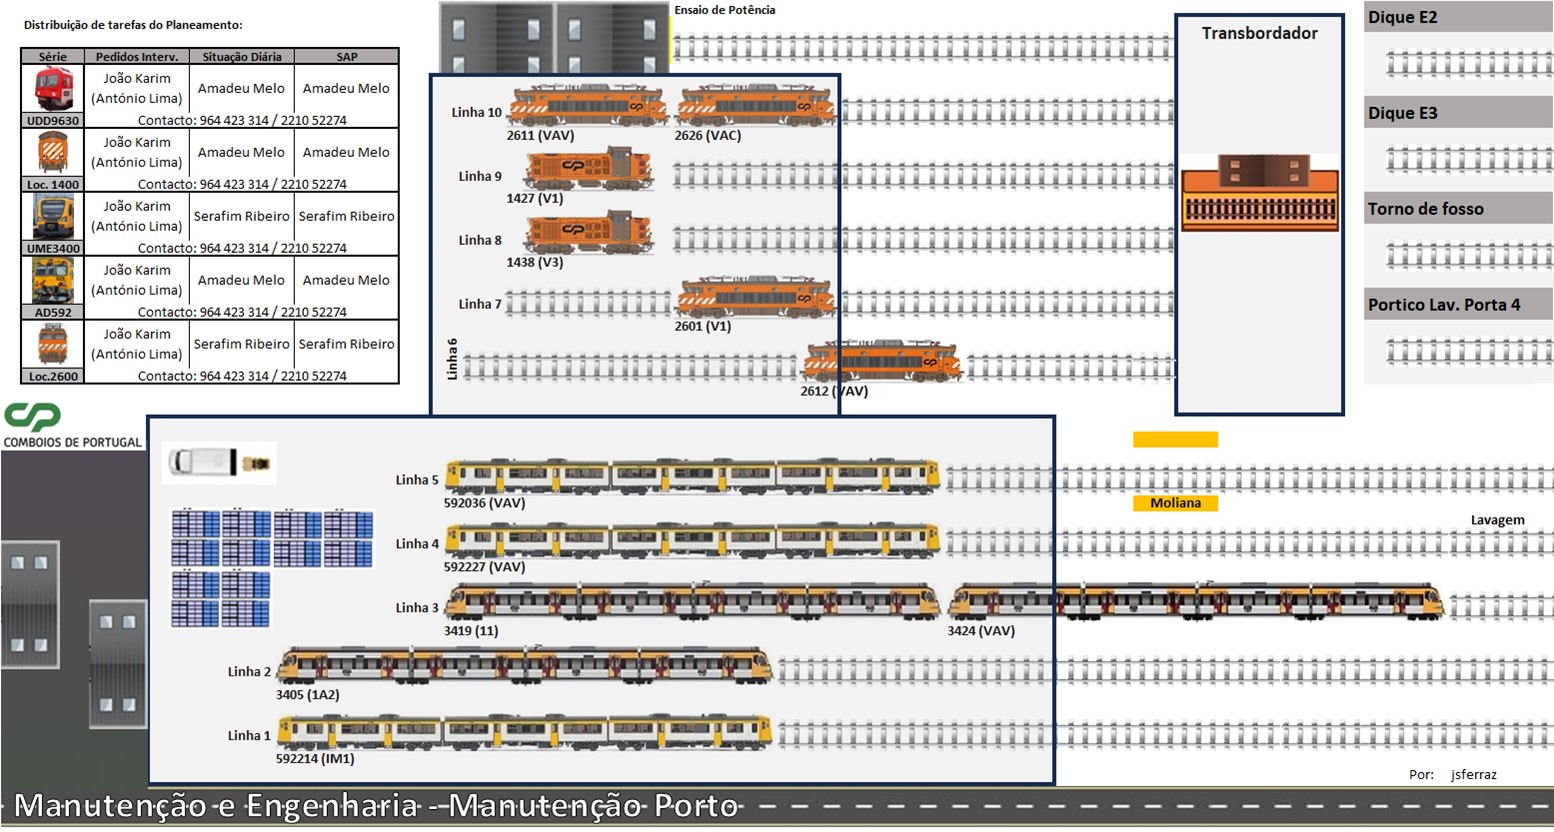 Distribuição de tarefas do Planeamento:
Série Pedidos Interv. Situação Diária SAP
João Karim
(António Lima) Amadeu Melo Amadeu Melo
UDD9630 Contacto: 964 423 314 / 2210 52274
João Karim
(António Lima) Amadeu Melo Amadeu Melo
Loc. 1400 Contacto: 964 423 314 / 2210 52274
João Karim
(António Lima) Serafim Ribeiro Serafim Ribeiro
UME3400 Contacto: 964 423 314 / 2210 52274
João Karim
(António Lima) Amadeu Melo Amadeu Melo
AD592 Contacto: 964 423 314 / 2210 52274
João Karim
(António Lima) Serafim Ribeiro Serafim Ribeiro
Loc.2600 Contacto: 964 423 314 / 2210 52274
CP
COMBOIOS DE PORTUGAL
Ensaio de Potência
Linha 10
2611 (VAV) 2626 (VAC)
Linha 9
1427 (V1)
Linha 8
1438 (V3)
Linha 7
2601 (V1)
Linha 6
2612 (VAV)
Transbordador
Dique E2
Dique E3
Torno de fosso
Portico Lav. Porta 4
Linha 5
592036 (VAV)
Moliana
Lavagem
Linha 4
592227 (VAV)
Linha 3
3419 (11) 3424 (VAV)
Linha 2
3405 (1A2)
Linha 1
592214 (IM1)
Por: jsferraz
Manutenção e Engenharia - Manutenção Porto